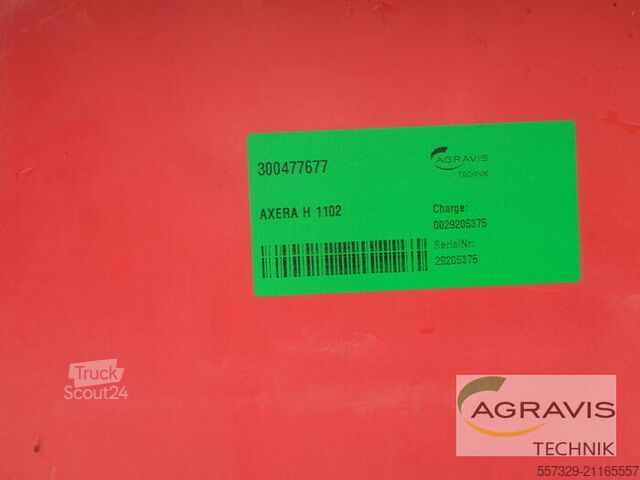 300477677
AGRAVIS
TECHNIK
AXERA H 1102
Charge:
0029205375
SerialNr:
29205375
Truck
Scout24
AGRAVIS
TECHNIK
557329-21165557